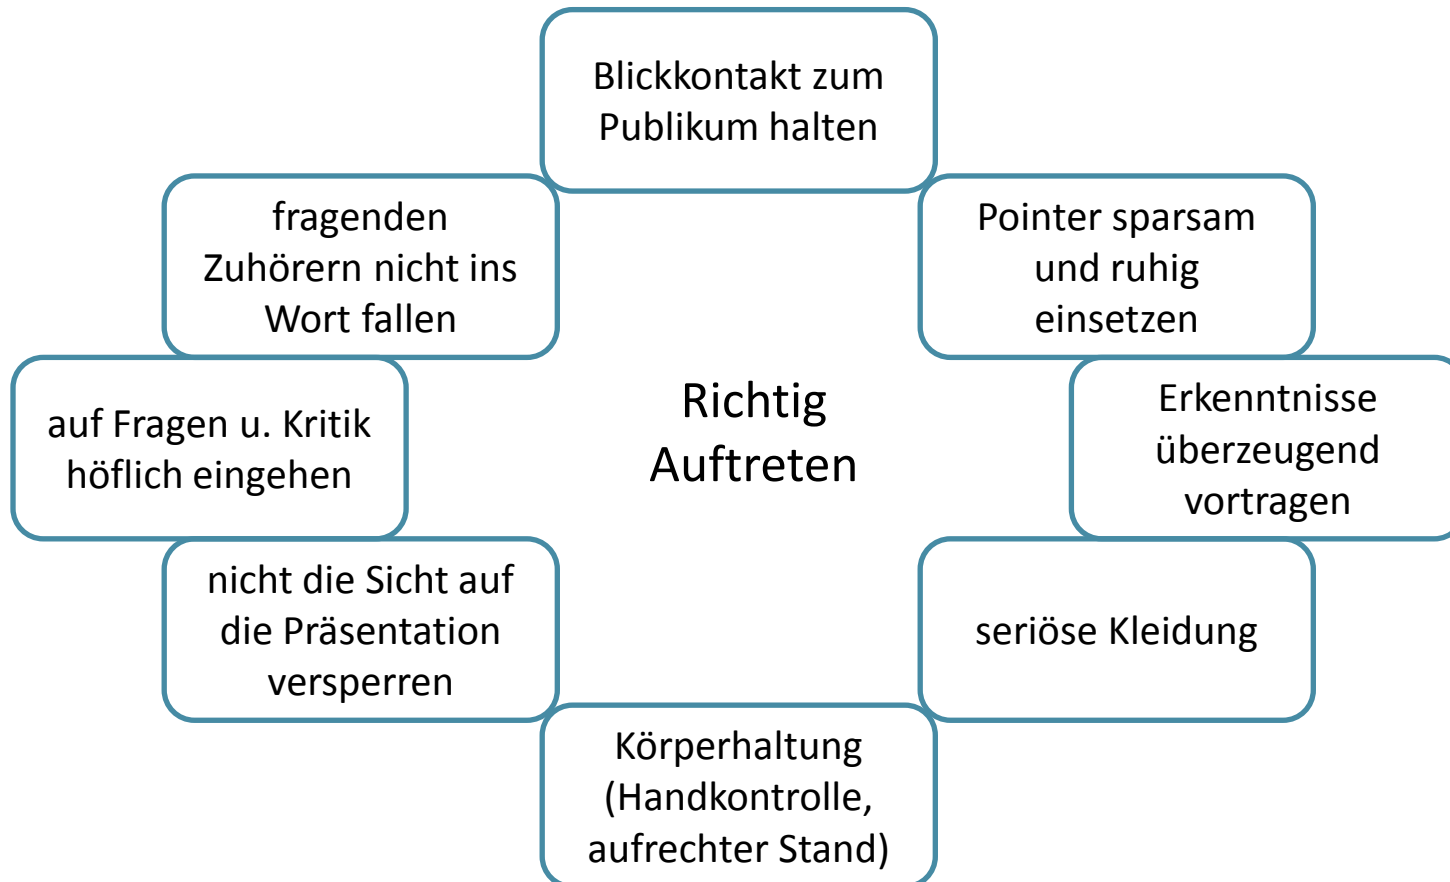 Blickkontakt zum
Publikum halten
Pointer sparsam
und ruhig
einsetzen
Erkenntnisse
überzeugend
vortragen
seriöse Kleidung
Körperhaltung
(Handkontrolle,
aufrechter Stand)
nicht die Sicht auf
die Präsentation
versperren
auf Fragen u. Kritik
höflich eingehen
fragenden
Zuhörern nicht ins
Wort fallen
Richtig
Auftreten